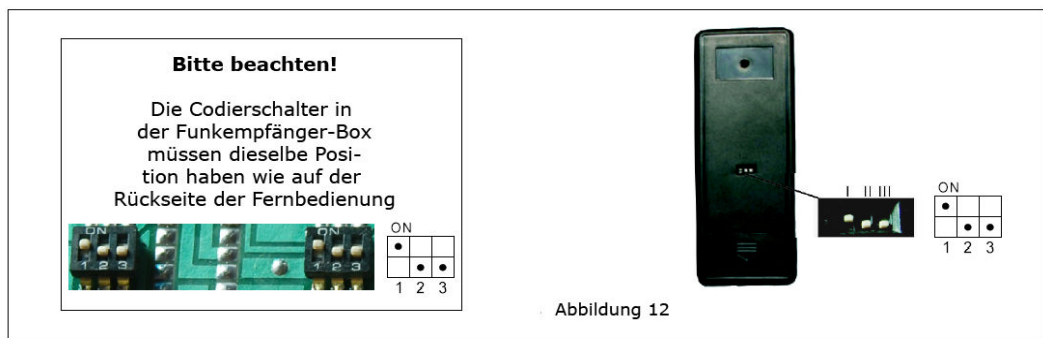 Bitte beachten!
Die Codierschalter in
der Funkempfänger-Box
müssen dieselbe Posi-
tion haben wie auf der
Rückseite der Fernbedienung
ON
1 2 3
ON
1 2 3
ON
1 2 3
I II III
ON
1 2 3
Abbildung 12